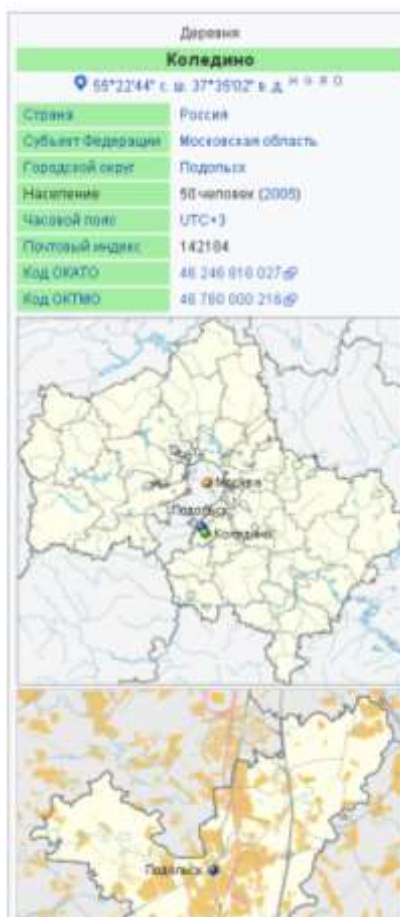 Деревня
Коледино
55°22'44" с. ш. 37°35'02" в. д. H G Я O
Страна Россия
Субъект Федерации Московская область
Городской округ Подольск
Население 50 человек (2005)
Часовой пояс UTC+3
Почтовый индекс 142184
Код ОКАТО 46 246 816 027
Код ОКТМО 46 760 000 216
Москва
Подольск
Коледино
Подольск